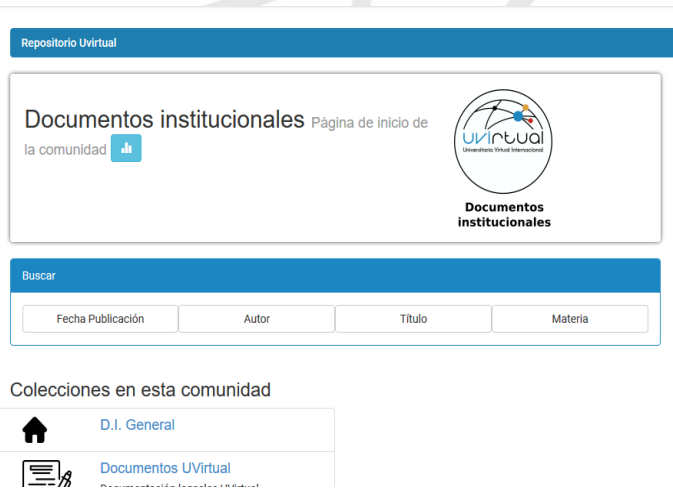 Repositorio Uvirtual
Documentos institucionales Página de inicio de
la comunidad
uvirtual
Universitaria Virtual Internacional
Documentos
institucionales
Buscar
Fecha Publicación
Autor
Título
Materia
Colecciones en esta comunidad
D.I. General
Documentos UVirtual